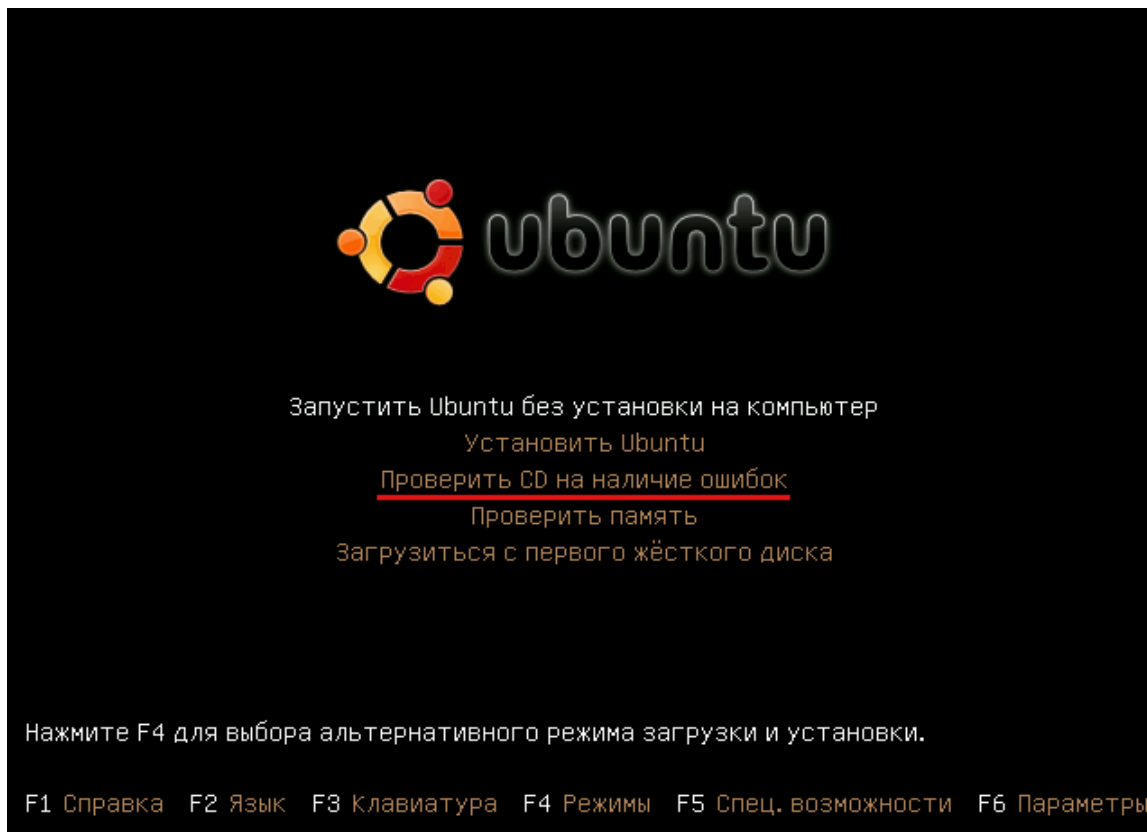 ubuntu
Запустить Ubuntu без установки на компьютер
Установить Ubuntu
Проверить CD на наличие ошибок
Проверить память
Загрузиться с первого жёсткого диска
Нажмите F4 для выбора альтернативного режима загрузки и установки.
F1 Справка F2 Язык F3 Клавиатура F4 Режимы F5 Спец. возможности F6 Параметры